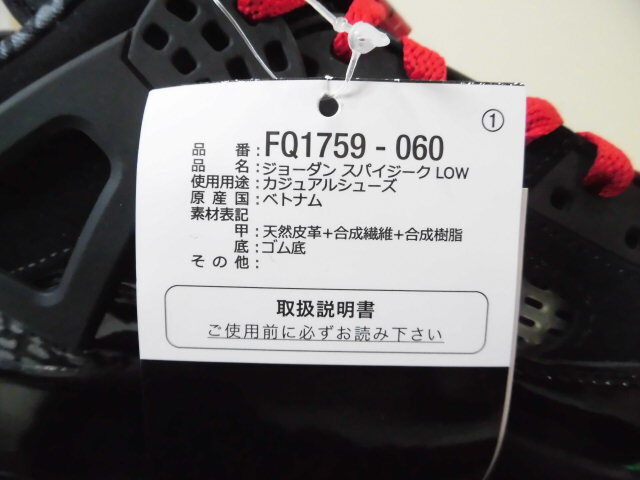 ①
品番：FQ1759 - 060
品名：ジョーダン スパイジーク LOW
使用用途：カジュアルシューズ
原産国：ベトナム
素材表記
甲：天然皮革＋合成繊維＋合成樹脂
底：ゴム底
その他：
取扱説明書
ご使用前に必ずお読み下さい